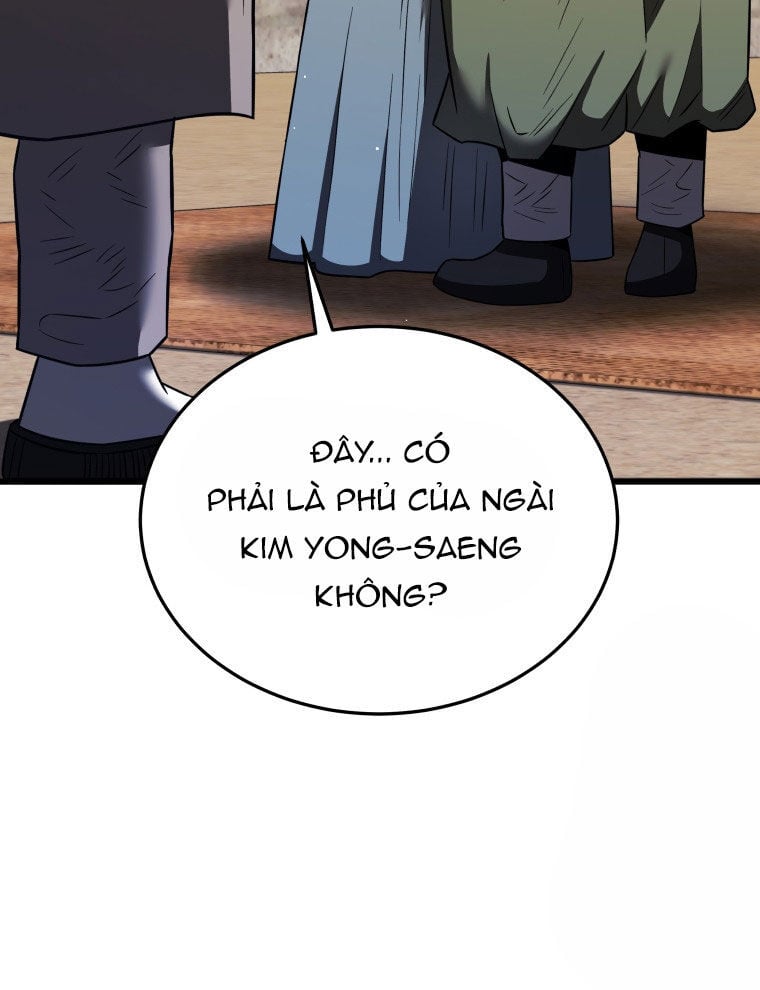 ĐÂY... CÓ
PHẢI LÀ PHỦ CỦA NGÀI
KIM YONG-SAENG
KHÔNG?